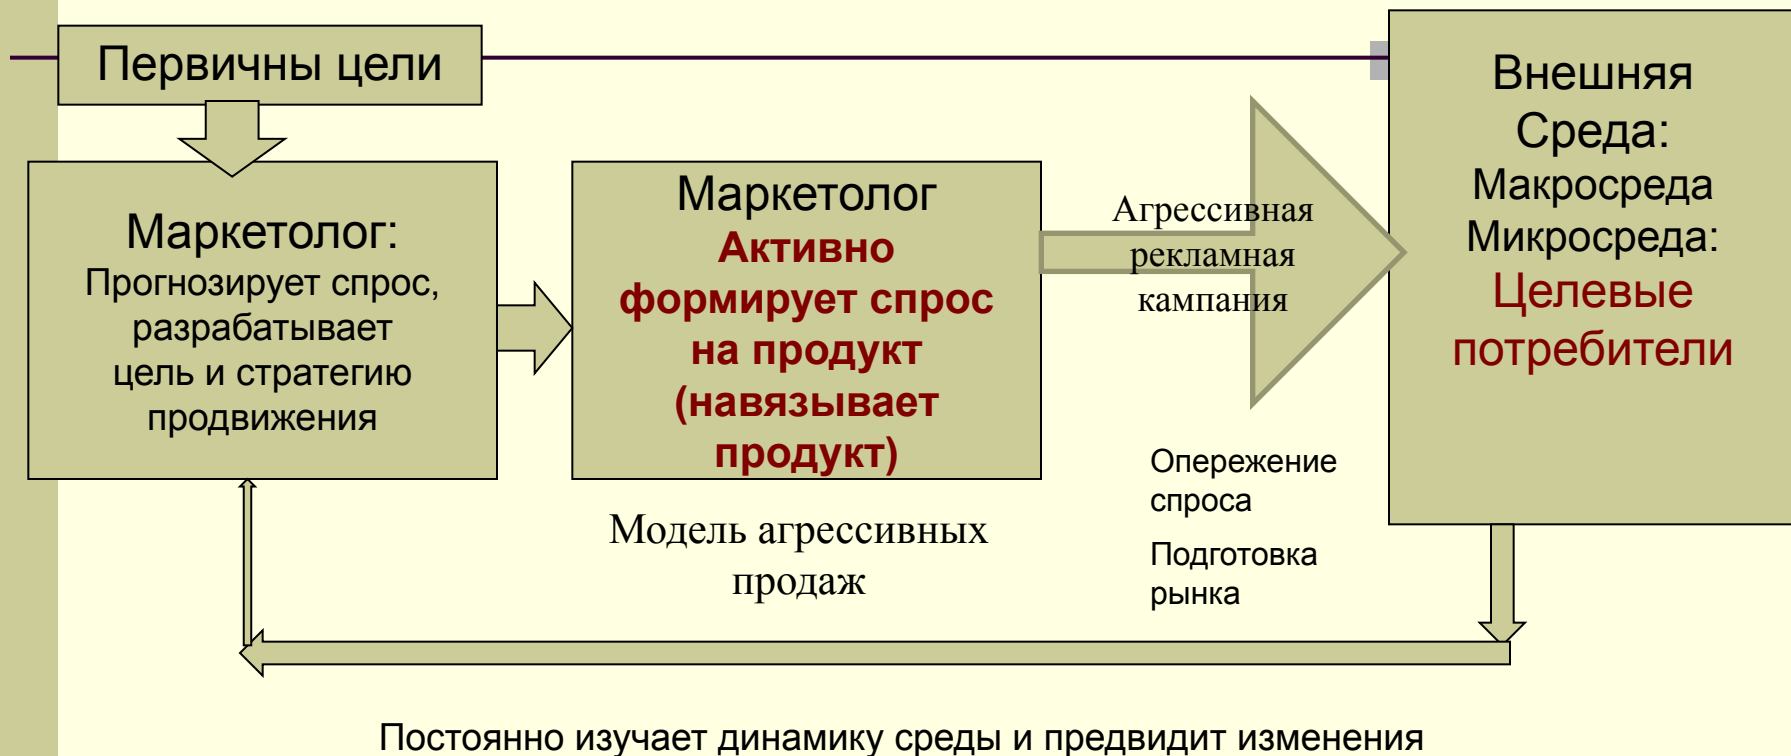 Первичны цели
Маркетолог:
Прогнозирует спрос,
разрабатывает
цель и стратегию
продвижения
Маркетолог
Активно
формирует спрос
на продукт
(навязывает
продукт)
Агрессивная
рекламная
кампания
Внешняя
Среда:
Макросреда
Микросреда:
Целевые
потребители
Опережение
спроса
Подготовка
рынка
Модель агрессивных
продаж
Постоянно изучает динамику среды и предвидит изменения